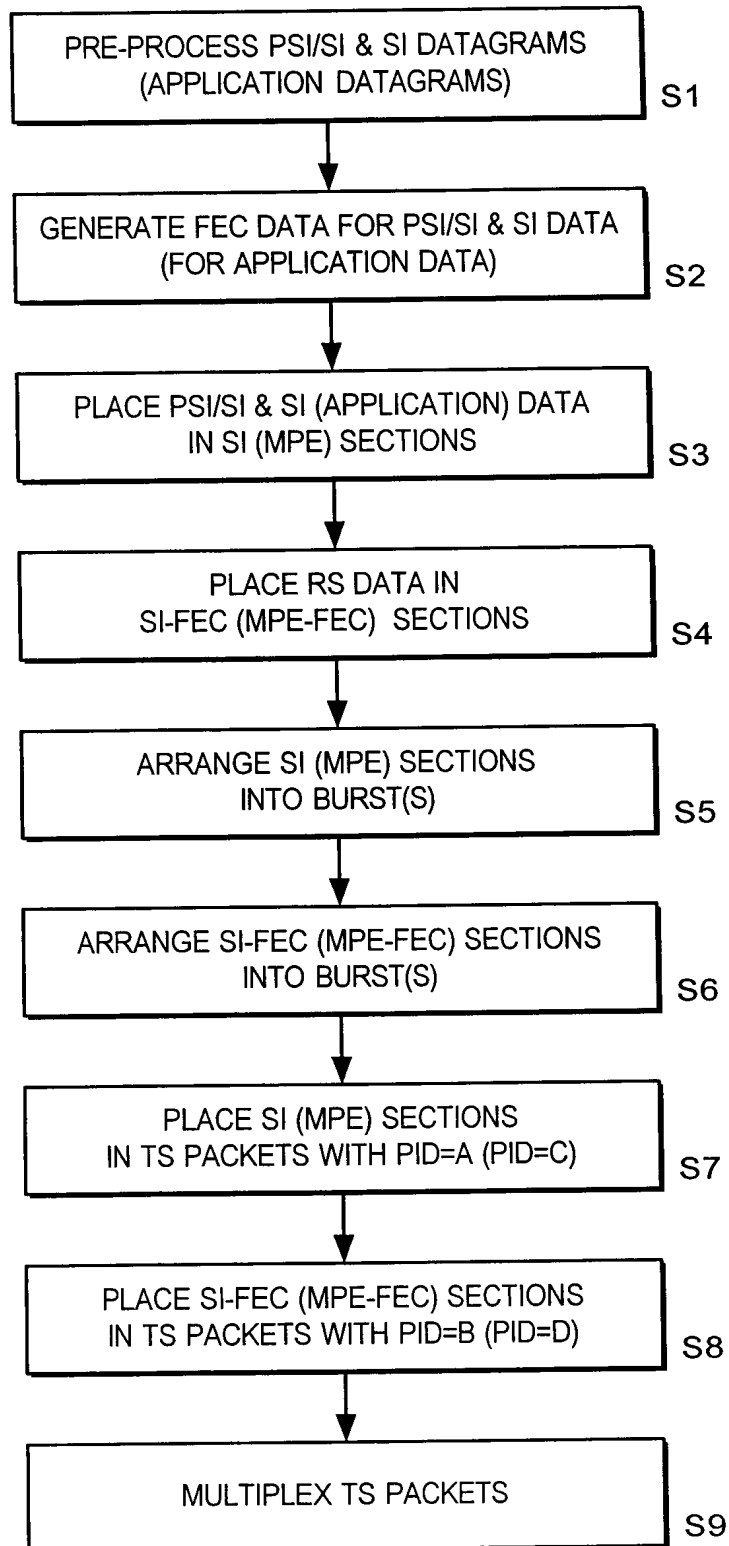 PRE-PROCESS PSI/SI & SI DATAGRAMS
(APPLICATION DATAGRAMS)
S1
GENERATE FEC DATA FOR PSI/SI & SI DATA
(FOR APPLICATION DATA)
S2
PLACE PSI/SI & SI (APPLICATION) DATA
IN SI (MPE) SECTIONS
S3
PLACE RS DATA IN
SI-FEC (MPE-FEC) SECTIONS
S4
ARRANGE SI (MPE) SECTIONS
INTO BURST(S)
S5
ARRANGE SI-FEC (MPE-FEC) SECTIONS
INTO BURST(S)
S6
PLACE SI (MPE) SECTIONS
IN TS PACKETS WITH PID=A (PID=C)
S7
PLACE SI-FEC (MPE-FEC) SECTIONS
IN TS PACKETS WITH PID=B (PID=D)
S8
MULTIPLEX TS PACKETS
S9